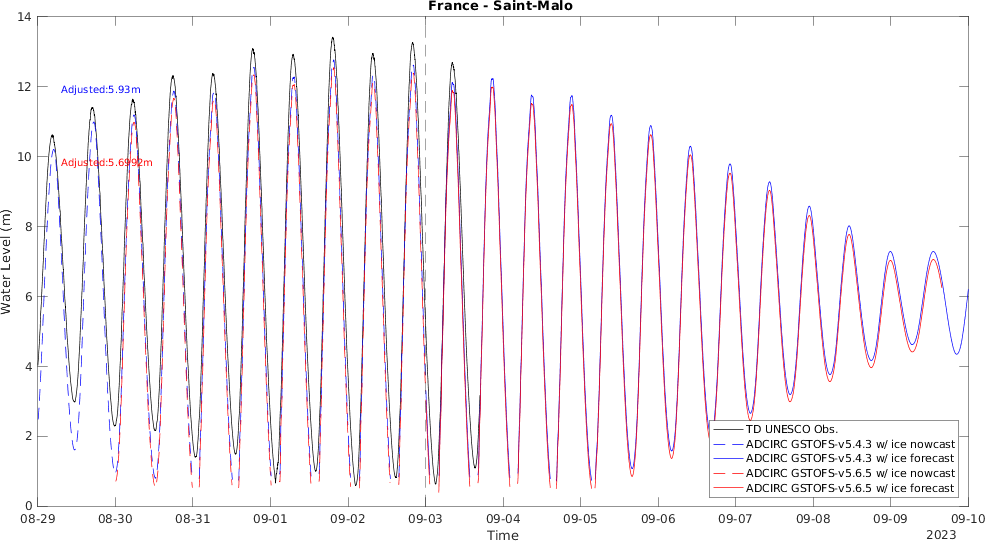 France - Saint-Malo
Water Level (m)
14
12
10
8
6
4
2
0
Adjusted:5.93m
Adjusted:5.6992m
TD UNESCO Obs.
ADCIRC GSTOFS-v5.4.3 w/ ice nowcast
ADCIRC GSTOFS-v5.4.3 w/ ice forecast
ADCIRC GSTOFS-v5.6.5 w/ ice nowcast
ADCIRC GSTOFS-v5.6.5 w/ ice forecast
08-29 08-30 08-31 09-01 09-02 09-03 09-04 09-05 09-06 09-07 09-08 09-09 09-10
Time
2023